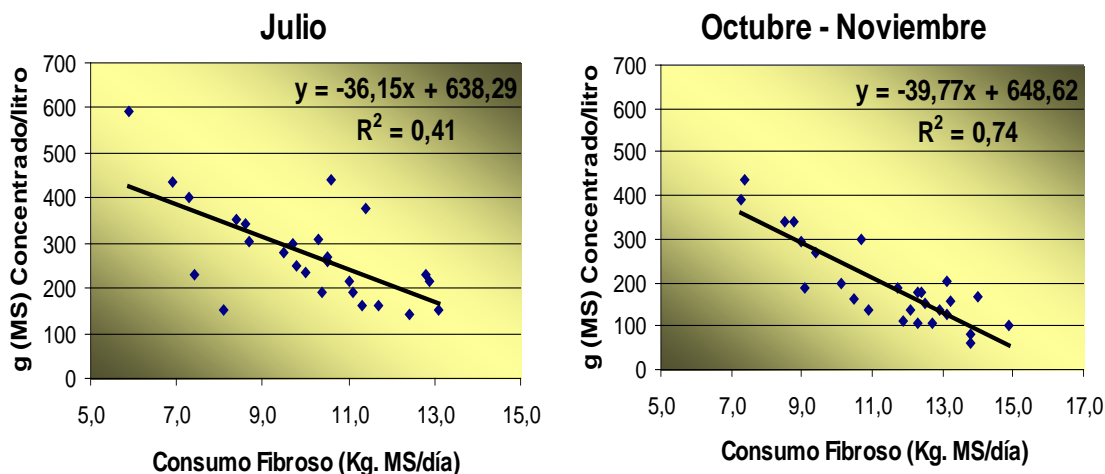 Julio
y = -36,15x + 638,29
R² = 0,41
g (MS) Concentrado/litro
700
600
500
400
300
200
100
0
5,0 7,0 9,0 11,0 13,0 15,0
Consumo Fibroso (Kg. MS/día)
Octubre - Noviembre
y = -39,77x + 648,62
R² = 0,74
g (MS) Concentrado/litro
700
600
500
400
300
200
100
0
5,0 7,0 9,0 11,0 13,0 15,0 17,0
Consumo Fibroso (Kg. MS/día)